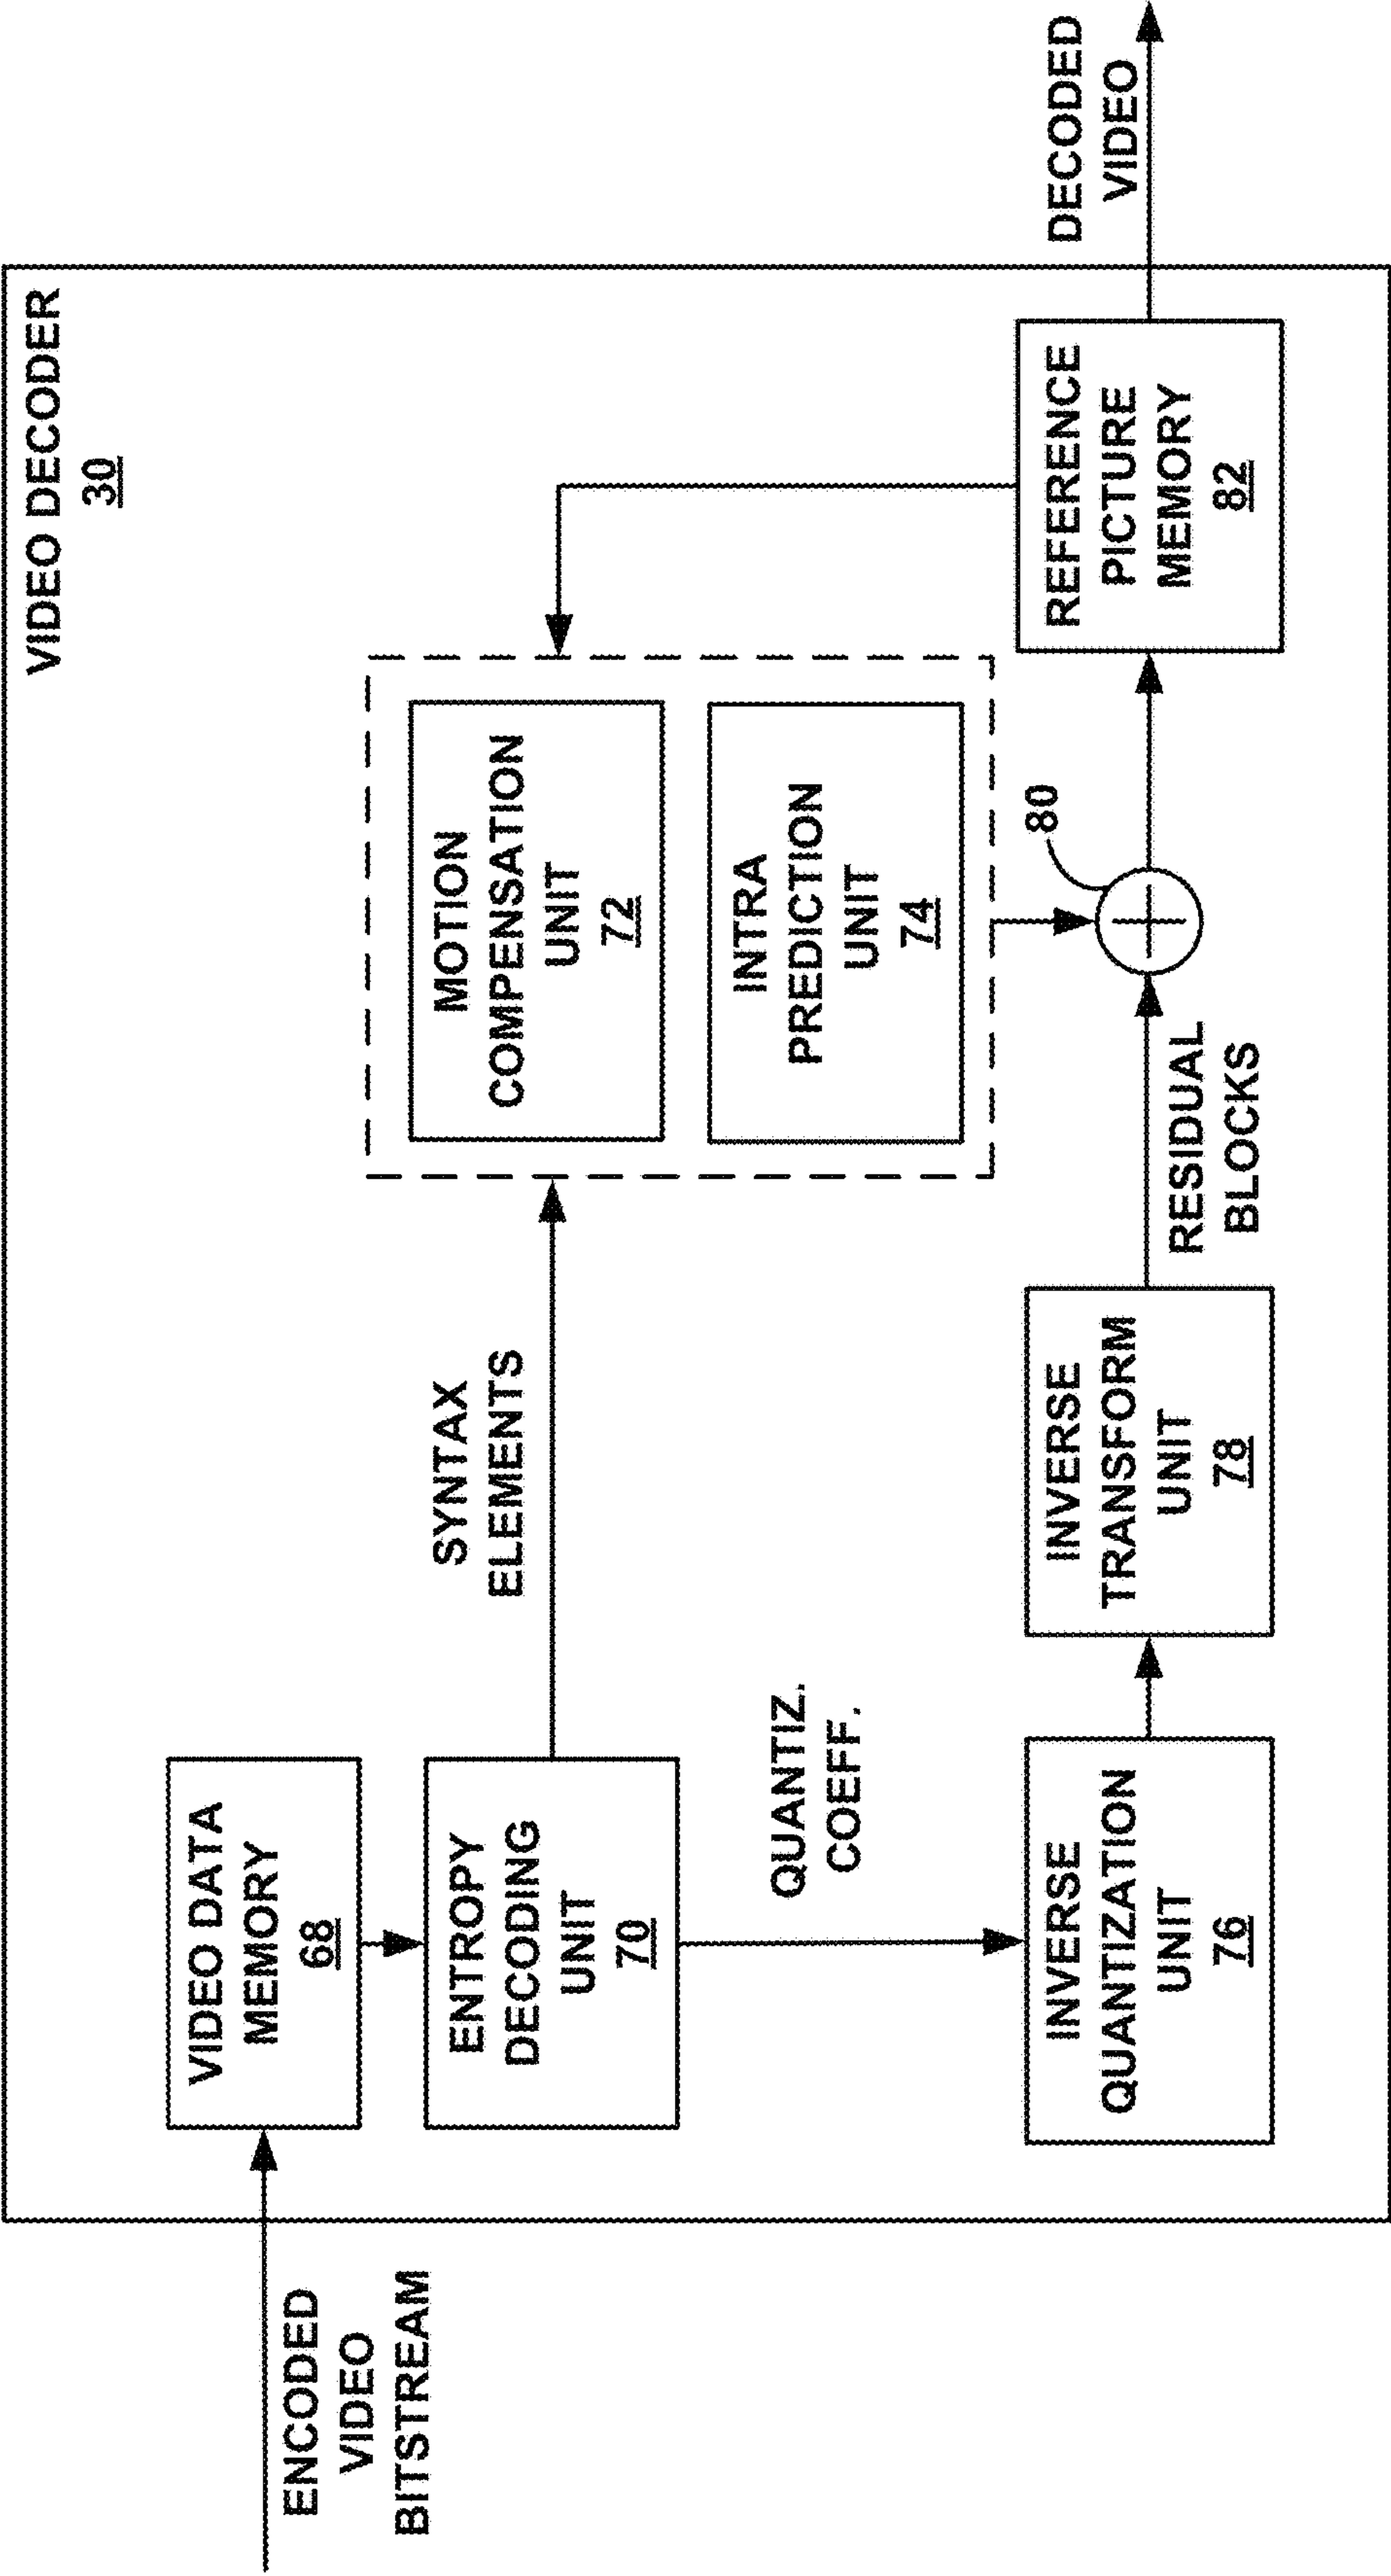 VIDEO DECODER
30
ENCODED
VIDEO
BITSTREAM
VIDEO DATA
MEMORY
68
ENTROPY
DECODING
UNIT
70
SYNTAX
ELEMENTS
MOTION
COMPENSATION
UNIT
72
INTRA
PREDICTION
UNIT
74
QUANTIZ.
COEFF.
INVERSE
QUANTIZATION
UNIT
76
INVERSE
TRANSFORM
UNIT
78
RESIDUAL
BLOCKS
80
REFERENCE
PICTURE
MEMORY
82
DECODED
VIDEO